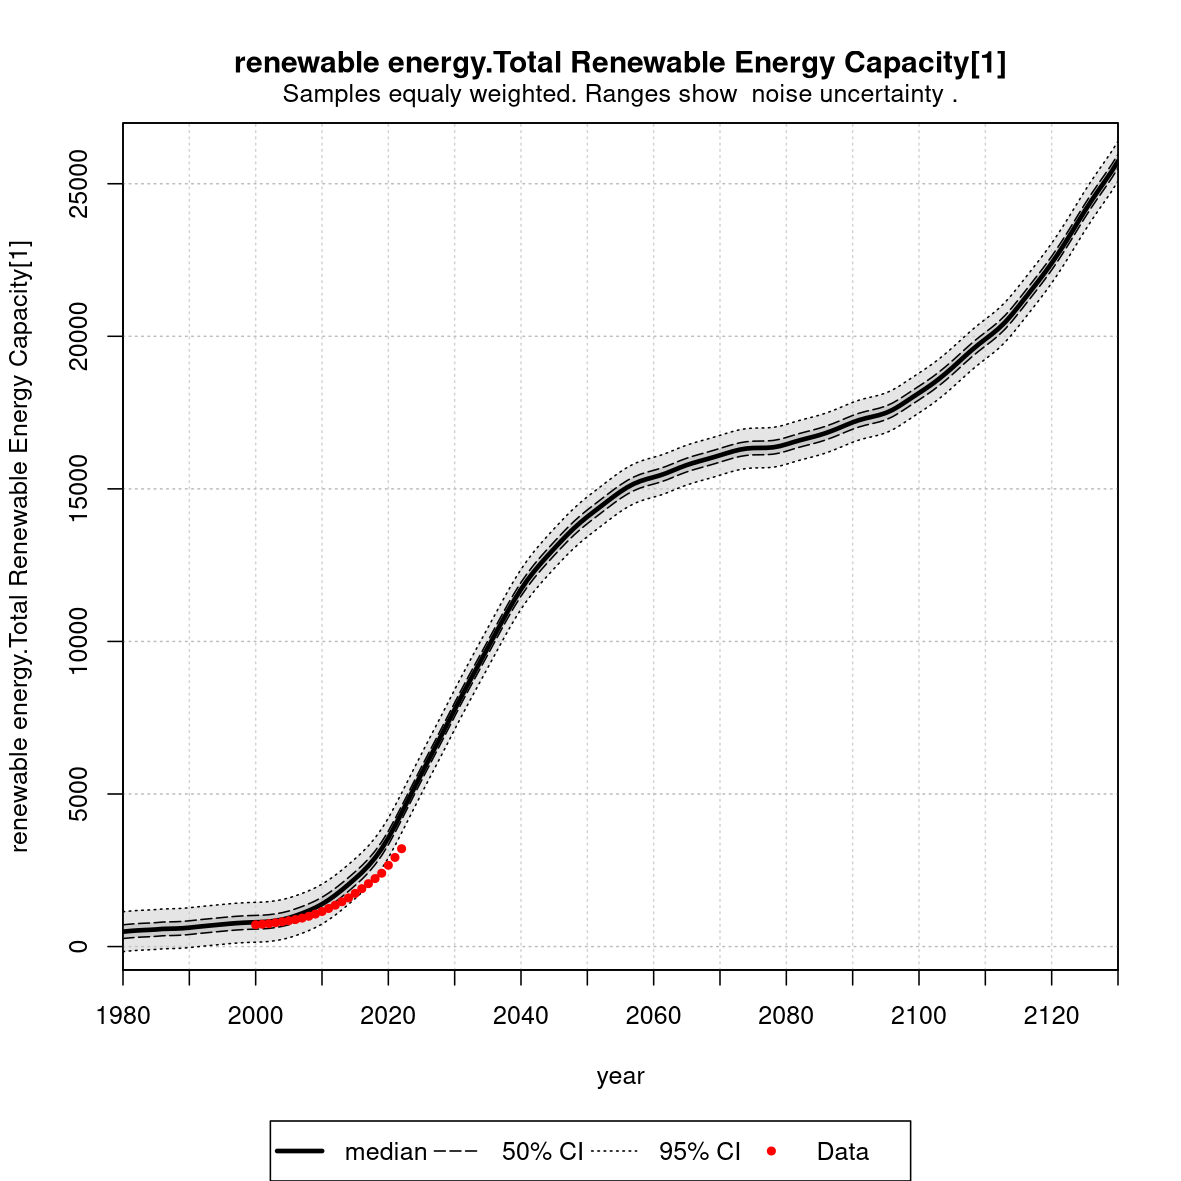 renewable energy.Total Renewable Energy Capacity[1]
Samples equaly weighted. Ranges show  noise uncertainty .
renewable energy.Total Renewable Energy Capacity[1]
25000
20000
15000
10000
5000
0
1980 2000 2020 2040 2060 2080 2100 2120
year
median 50% CI 95% CI Data